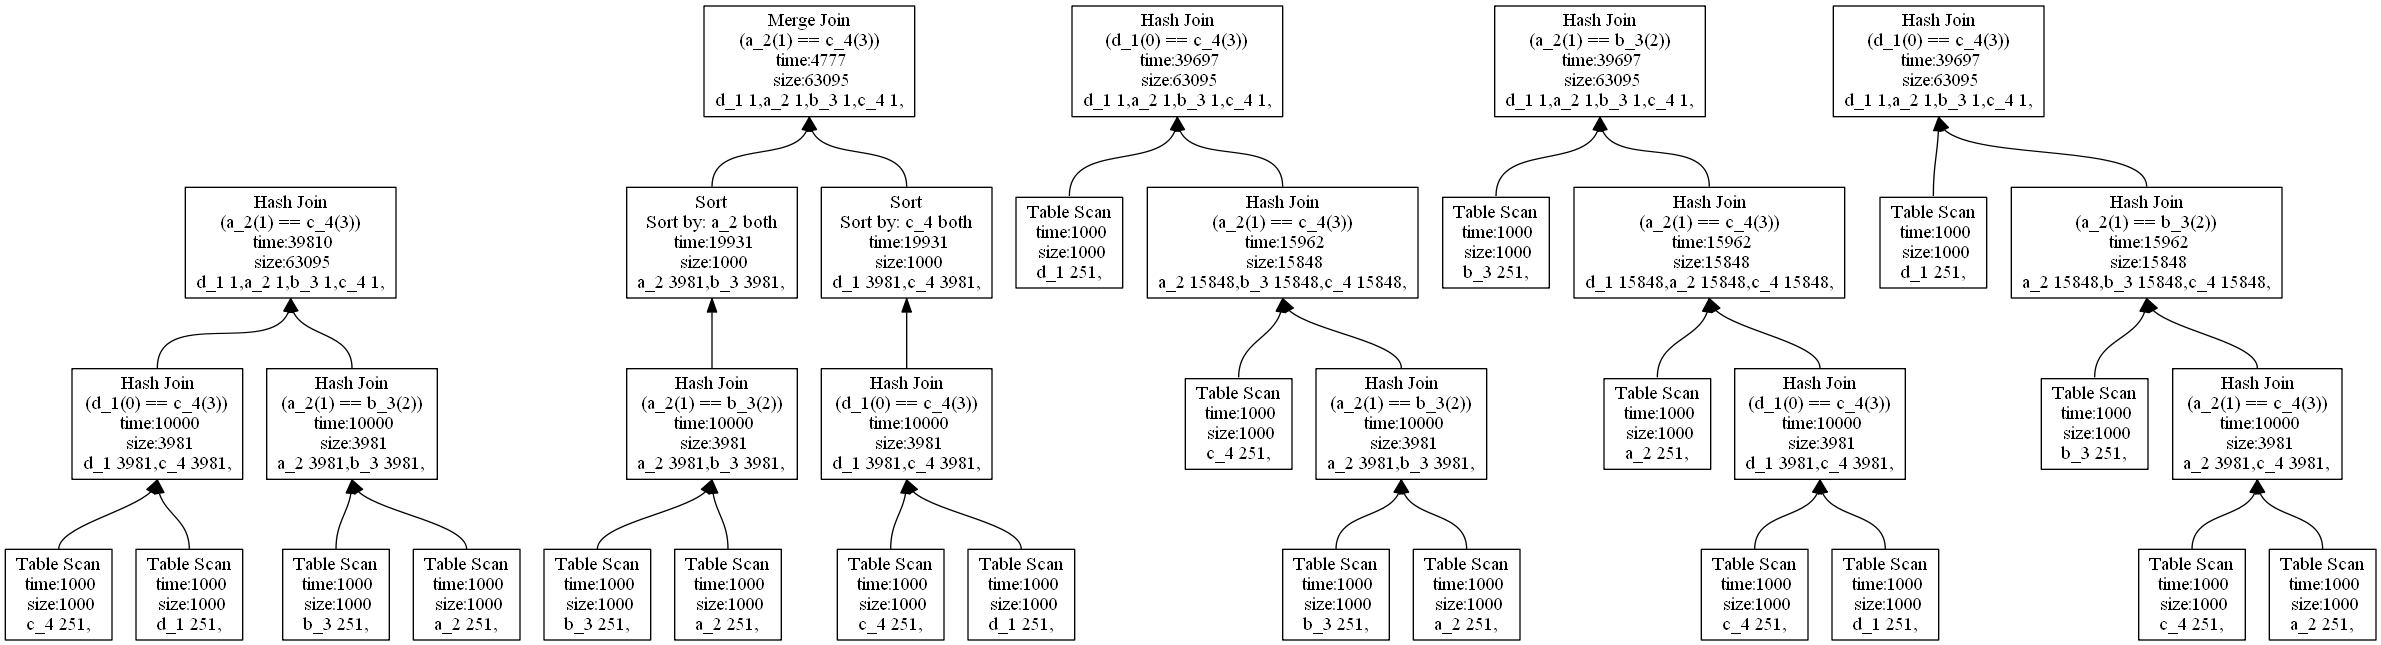 Merge Join
(a_2(1) == c_4(3))
time:4777
size:63095
d_1 1,a_2 1,b_3 1,c_4 1,
Hash Join
(d_1(0) == c_4(3))
time:39697
size:63095
d_1 1,a_2 1,b_3 1,c_4 1,
Hash Join
(a_2(1) == b_3(2))
time:39697
size:63095
d_1 1,a_2 1,b_3 1,c_4 1,
Hash Join
(d_1(0) == c_4(3))
time:39697
size:63095
d_1 1,a_2 1,b_3 1,c_4 1,
Hash Join
(a_2(1) == c_4(3))
time:39810
size:63095
d_1 1,a_2 1,b_3 1,c_4 1,
Sort
Sort by: a_2 both
time:19931
size:1000
a_2 3981,b_3 3981,
Sort
Sort by: c_4 both
time:19931
size:1000
d_1 3981,c_4 3981,
Table Scan
time:1000
size:1000
d_1 251,
Hash Join
(a_2(1) == c_4(3))
time:15962
size:15848
a_2 15848,b_3 15848,c_4 15848,
Table Scan
time:1000
size:1000
b_3 251,
Hash Join
(a_2(1) == c_4(3))
time:15962
size:15848
d_1 15848,a_2 15848,c_4 15848,
Table Scan
time:1000
size:1000
d_1 251,
Hash Join
(a_2(1) == b_3(2))
time:15962
size:15848
a_2 15848,b_3 15848,c_4 15848,
Hash Join
(d_1(0) == c_4(3))
time:10000
size:3981
d_1 3981,c_4 3981,
Hash Join
(a_2(1) == b_3(2))
time:10000
size:3981
a_2 3981,b_3 3981,
Hash Join
(a_2(1) == b_3(2))
time:10000
size:3981
a_2 3981,b_3 3981,
Hash Join
(d_1(0) == c_4(3))
time:10000
size:3981
d_1 3981,c_4 3981,
Table Scan
time:1000
size:1000
c_4 251,
Hash Join
(a_2(1) == b_3(2))
time:10000
size:3981
a_2 3981,b_3 3981,
Table Scan
time:1000
size:1000
a_2 251,
Hash Join
(d_1(0) == c_4(3))
time:10000
size:3981
d_1 3981,c_4 3981,
Table Scan
time:1000
size:1000
b_3 251,
Hash Join
(a_2(1) == c_4(3))
time:10000
size:3981
a_2 3981,c_4 3981,
Table Scan
time:1000
size:1000
c_4 251,
Table Scan
time:1000
size:1000
d_1 251,
Table Scan
time:1000
size:1000
b_3 251,
Table Scan
time:1000
size:1000
a_2 251,
Table Scan
time:1000
size:1000
b_3 251,
Table Scan
time:1000
size:1000
a_2 251,
Table Scan
time:1000
size:1000
c_4 251,
Table Scan
time:1000
size:1000
d_1 251,
Table Scan
time:1000
size:1000
b_3 251,
Table Scan
time:1000
size:1000
a_2 251,
Table Scan
time:1000
size:1000
c_4 251,
Table Scan
time:1000
size:1000
d_1 251,
Table Scan
time:1000
size:1000
c_4 251,
Table Scan
time:1000
size:1000
a_2 251,